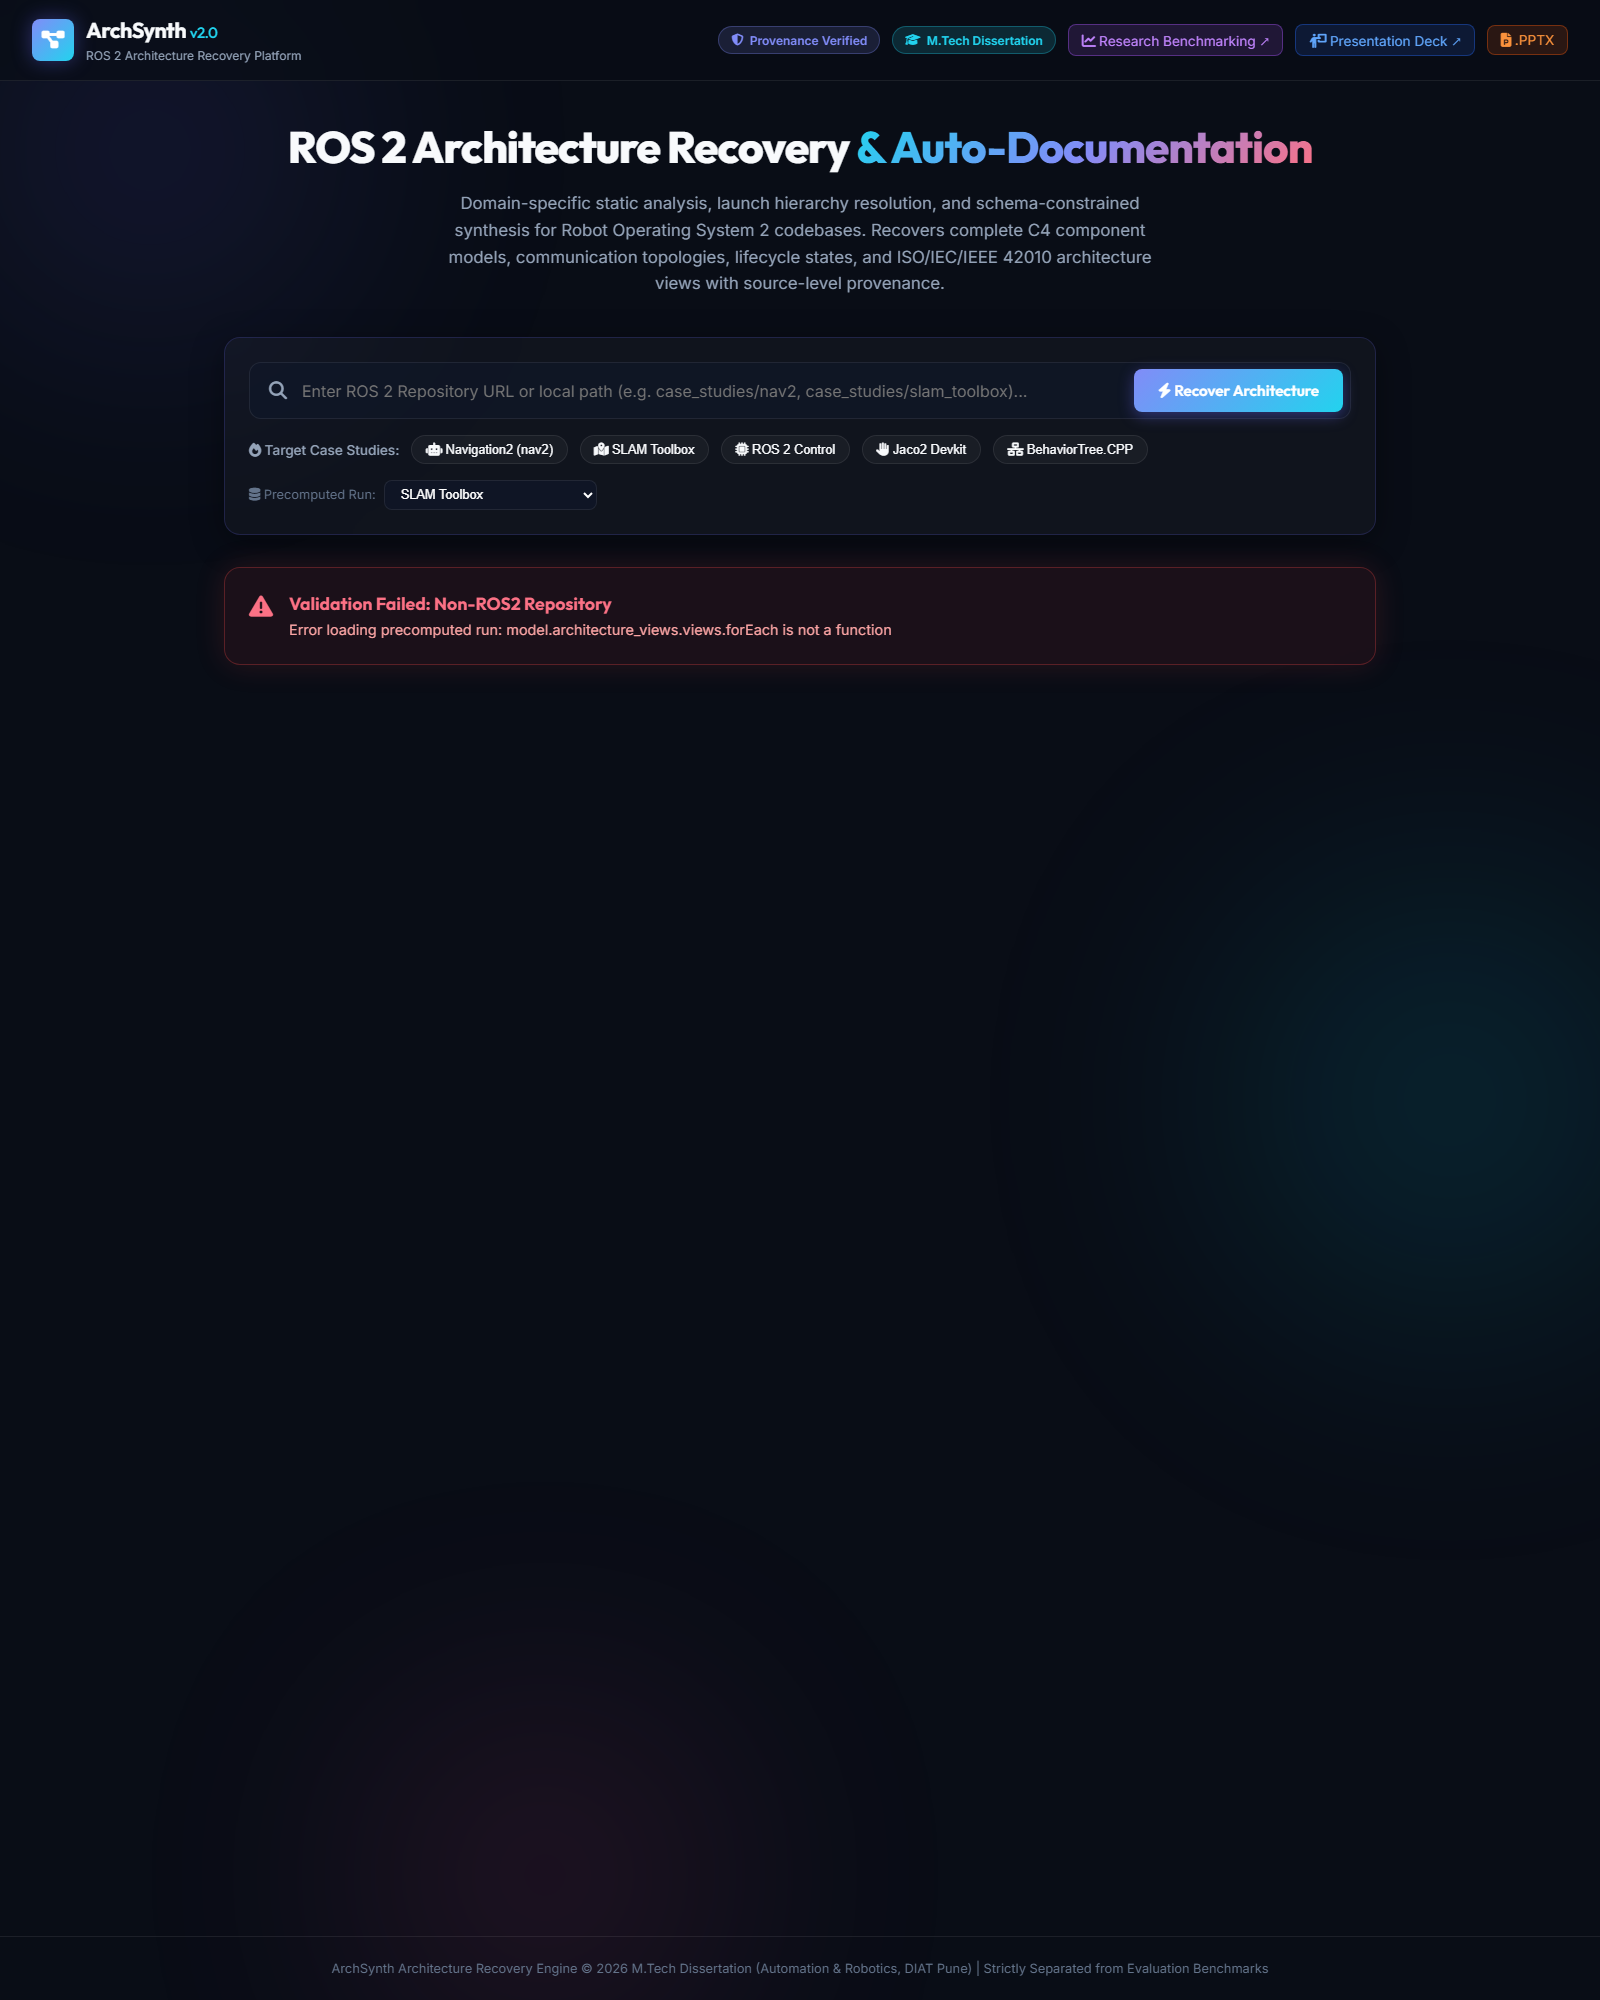 ArchSynth v2.0
ROS 2 Architecture Recovery Platform
Provenance Verified
M.Tech Dissertation
Research Benchmarking ↗
Presentation Deck ↗
.PPTX
ROS 2 Architecture Recovery & Auto-Documentation
Domain-specific static analysis, launch hierarchy resolution, and schema-constrained
synthesis for Robot Operating System 2 codebases. Recovers complete C4 component
models, communication topologies, lifecycle states, and ISO/IEC/IEEE 42010 architecture
views with source-level provenance.
Enter ROS 2 Repository URL or local path (e.g. case_studies/nav2, case_studies/slam_toolbox)...
Recover Architecture
Target Case Studies:
Navigation2 (nav2)
SLAM Toolbox
ROS 2 Control
Jaco2 Devkit
BehaviorTree.CPP
Precomputed Run:
SLAM Toolbox
Validation Failed: Non-ROS2 Repository
Error loading precomputed run: model.architecture_views.views.forEach is not a function
ArchSynth Architecture Recovery Engine © 2026 M.Tech Dissertation (Automation & Robotics, DIAT Pune) | Strictly Separated from Evaluation Benchmarks